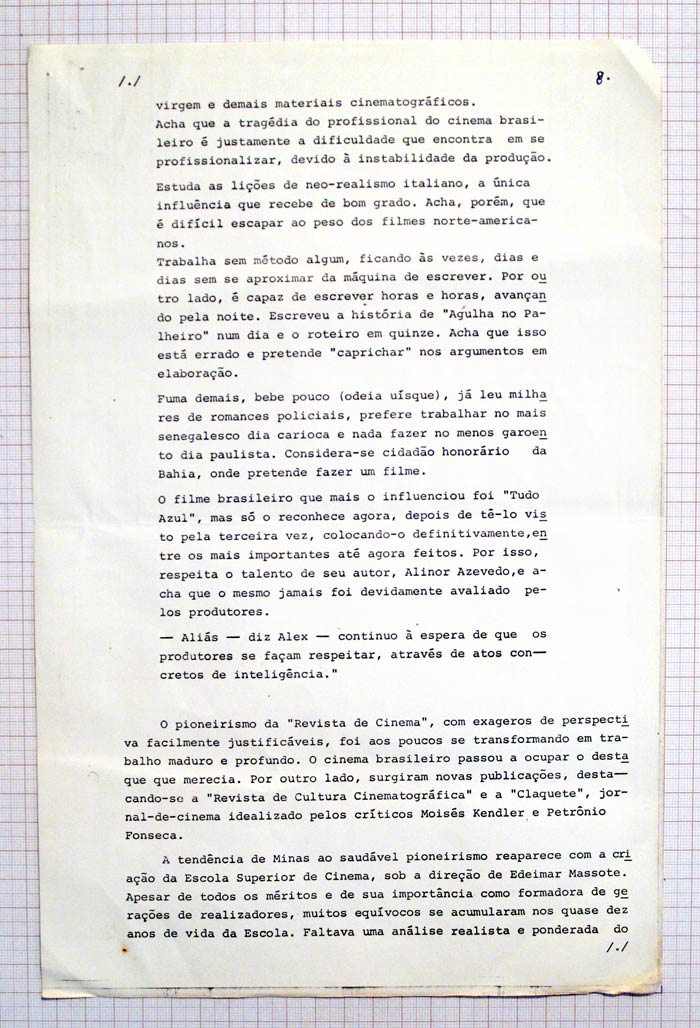 /./ 8.
virgem e demais materiais cinematográficos.
Acha que a tragédia do profissional do cinema brasi-
leiro é justamente a dificuldade que encontra em se
profissionalizar, devido à instabilidade da produção.
Estuda as lições de neo-realismo italiano, a única
influência que recebe de bom grado. Acha, porém, que
é difícil escapar ao peso dos filmes norte-america-
nos.
Trabalha sem método algum, ficando às vezes, dias e
dias sem se aproximar da máquina de escrever. Por ou
tro lado, é capaz de escrever horas e horas, avançan
do pela noite. Escreveu a história de "Agulha no Pa-
lheiro" num dia e o roteiro em quinze. Acha que isso
está errado e pretende "caprichar" nos argumentos em
elaboração.
Fuma demais, bebe pouco (odeia uísque), já leu milha
res de romances policiais, prefere trabalhar no mais
senegalesco dia carioca e nada fazer no menos garoen
to dia paulista. Considera-se cidadão honorário da
Bahia, onde pretende fazer um filme.
O filme brasileiro que mais o influenciou foi "Tudo
Azul", mas só o reconhece agora, depois de tê-lo vis
to pela terceira vez, colocando-o definitivamente,en
tre os mais importantes até agora feitos. Por isso,
respeita o talento de seu autor, Alinor Azevedo,e a-
cha que o mesmo jamais foi devidamente avaliado pe-
los produtores.
— Aliás — diz Alex — continuo à espera de que os
produtores se façam respeitar, através de atos con—
cretos de inteligência."
O pioneirismo da "Revista de Cinema", com exageros de perspecti
va facilmente justificáveis, foi aos poucos se transformando em tra-
balho maduro e profundo. O cinema brasileiro passou a ocupar o desta
que que merecia. Por outro lado, surgiram novas publicações, desta—
cando-se a "Revista de Cultura Cinematográfica" e a "Claquete", jor-
nal-de-cinema idealizado pelos críticos Moisés Kendler e Petrônio
Fonseca.
A tendência de Minas ao saudável pioneirismo reaparece com a cri
ação da Escola Superior de Cinema, sob a direção de Edeimar Massote.
Apesar de todos os méritos e de sua importância como formadora de ge
rações de realizadores, muitos equívocos se acumularam nos quase dez
anos de vida da Escola. Faltava uma análise realista e ponderada do
/./